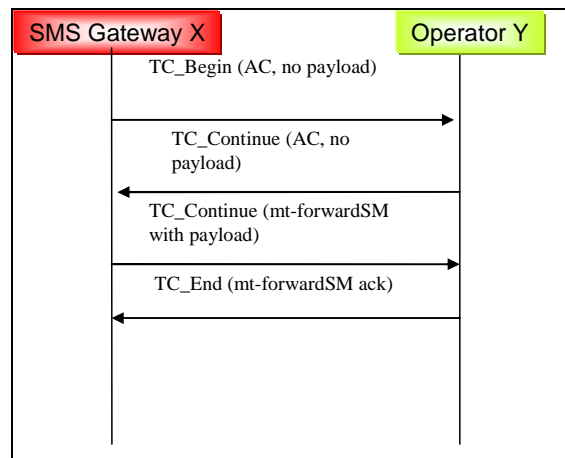 SMS Gateway X
Operator Y
TC_Begin (AC, no payload)
TC_Continue (AC, no
payload)
TC_Continue (mt-forwardSM
with payload)
TC_End (mt-forwardSM ack)